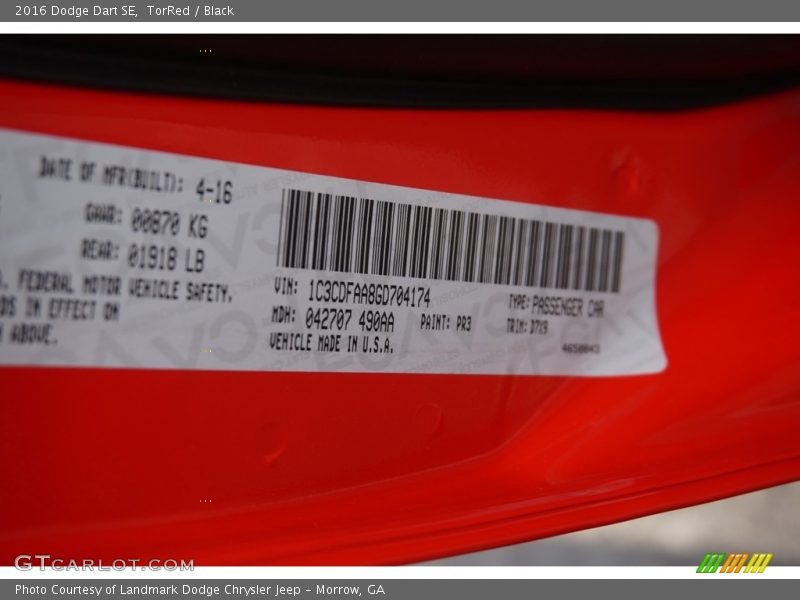 2016 Dodge Dart SE, TorRed / Black
DATE OF MFR(BUILT): 4-16
GAWR: 00870 KG
REAR: 01918 LB
FEDERAL MOTOR VEHICLE SAFETY.
DS IN EFFECT ON
ABOVE.
VIN: 1C3CDFAA8GD704174
MDH: 042707 490AA PAINT: PR3
VEHICLE MADE IN U.S.A.
TYPE: PASSENGER CAR
TRIM: D7X9
4650043
GTcarlot.com
Photo Courtesy of Landmark Dodge Chrysler Jeep – Morrow, GA